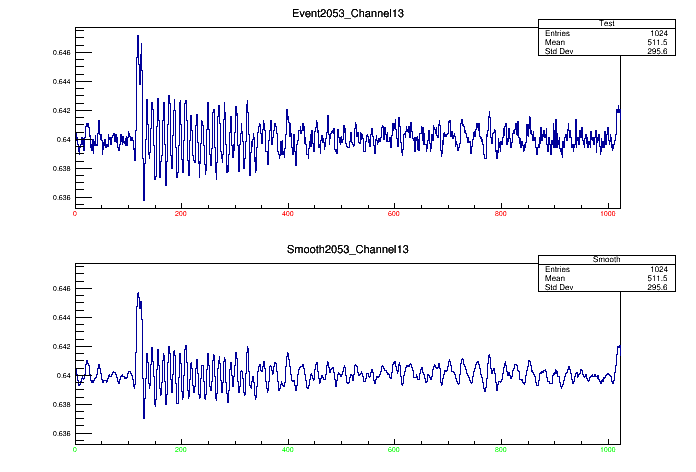 Event2053_Channel13
Test
Entries 1024
Mean 511.5
Std Dev 295.6
0.646
0.644
0.642
0.64
0.638
0.636
0 200 400 600 800 1000
Smooth2053_Channel13
Smooth
Entries 1024
Mean 511.5
Std Dev 295.6
0.646
0.644
0.642
0.64
0.638
0.636
0 200 400 600 800 1000